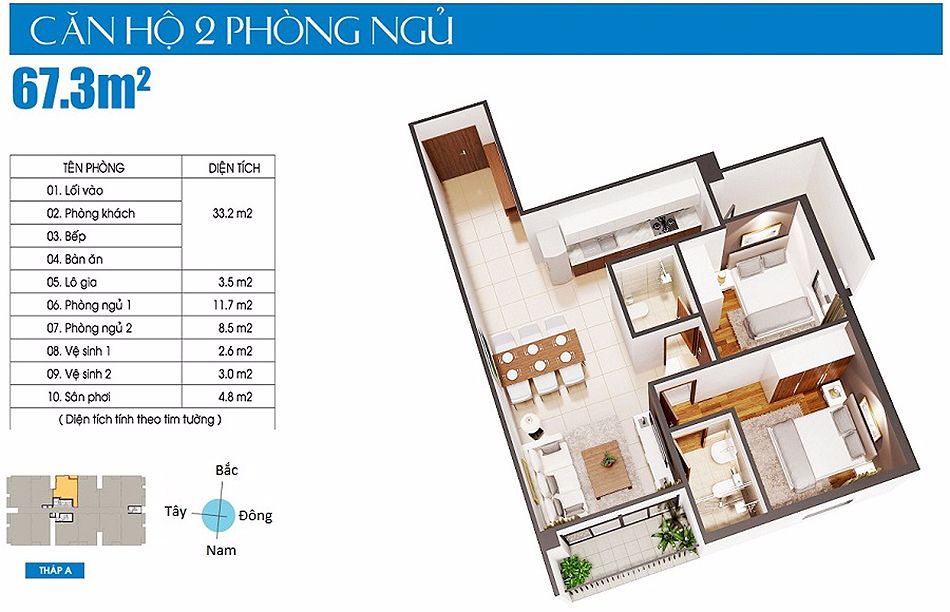 CĂN HỘ 2 PHÒNG NGỦ
67.3m²
TÊN PHÒNG DIỆN TÍCH
01. Lối vào
02. Phòng khách 33.2 m2
03. Bếp
04. Bàn ăn
05. Lô gia 3.5 m2
06. Phòng ngủ 1 11.7 m2
07. Phòng ngủ 2 8.5 m2
08. Vệ sinh 1 2.6 m2
09. Vệ sinh 2 3.0 m2
10. Sân phơi 4.8 m2
( Diện tích tính theo tim tường )
Bắc
Tây Đông
Nam
THÁP A